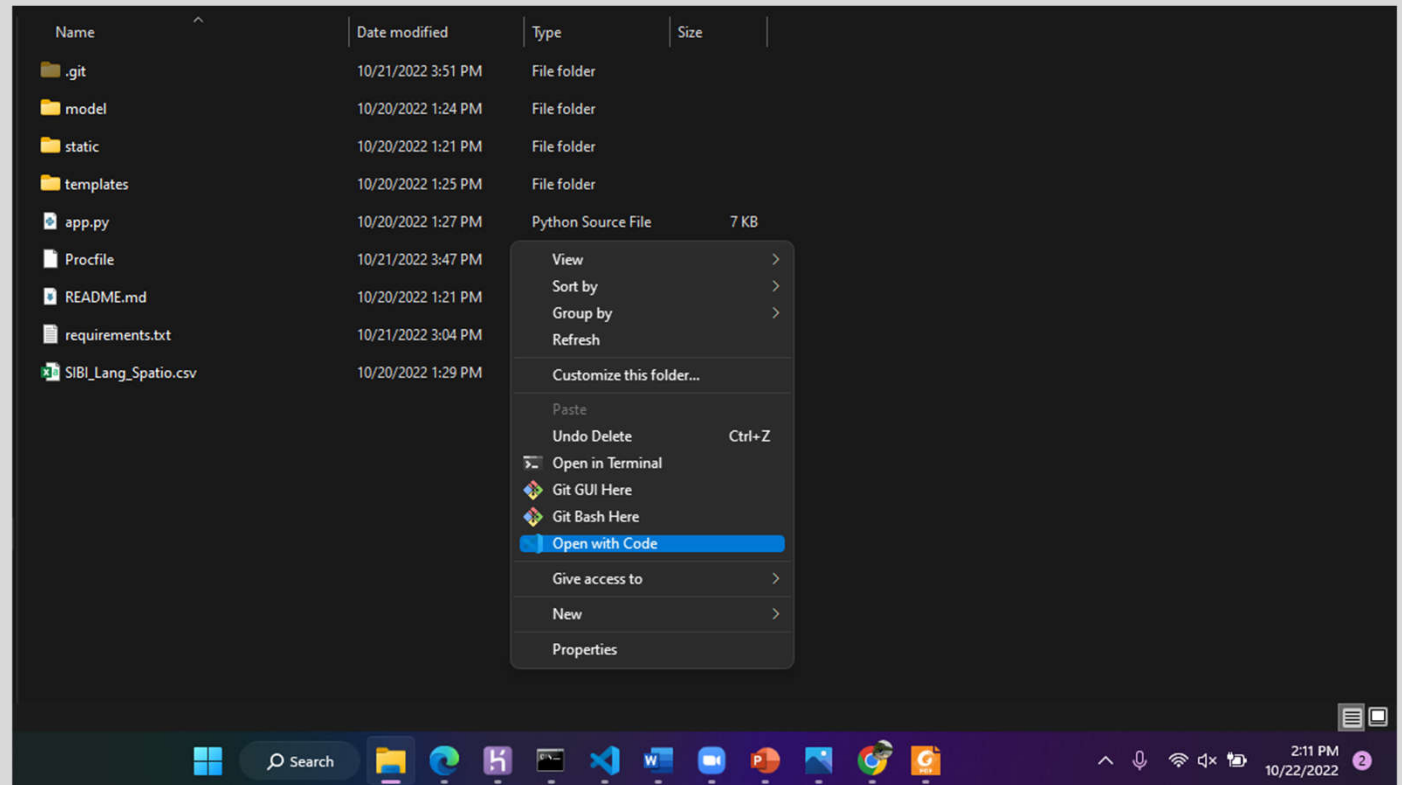 Name Date modified Type Size
.git 10/21/2022 3:51 PM File folder
model 10/20/2022 1:24 PM File folder
static 10/20/2022 1:21 PM File folder
templates 10/20/2022 1:25 PM File folder
app.py 10/20/2022 1:27 PM Python Source File 7 KB
Procfile 10/21/2022 3:47 PM
README.md 10/20/2022 1:21 PM
requirements.txt 10/21/2022 3:04 PM
SIBI_Lang_Spatio.csv 10/20/2022 1:29 PM
View
Sort by
Group by
Refresh
Customize this folder...
Paste
Undo Delete Ctrl+Z
Open in Terminal
Git GUI Here
Git Bash Here
Open with Code
Give access to
New
Properties
Search
2:11 PM
10/22/2022
2